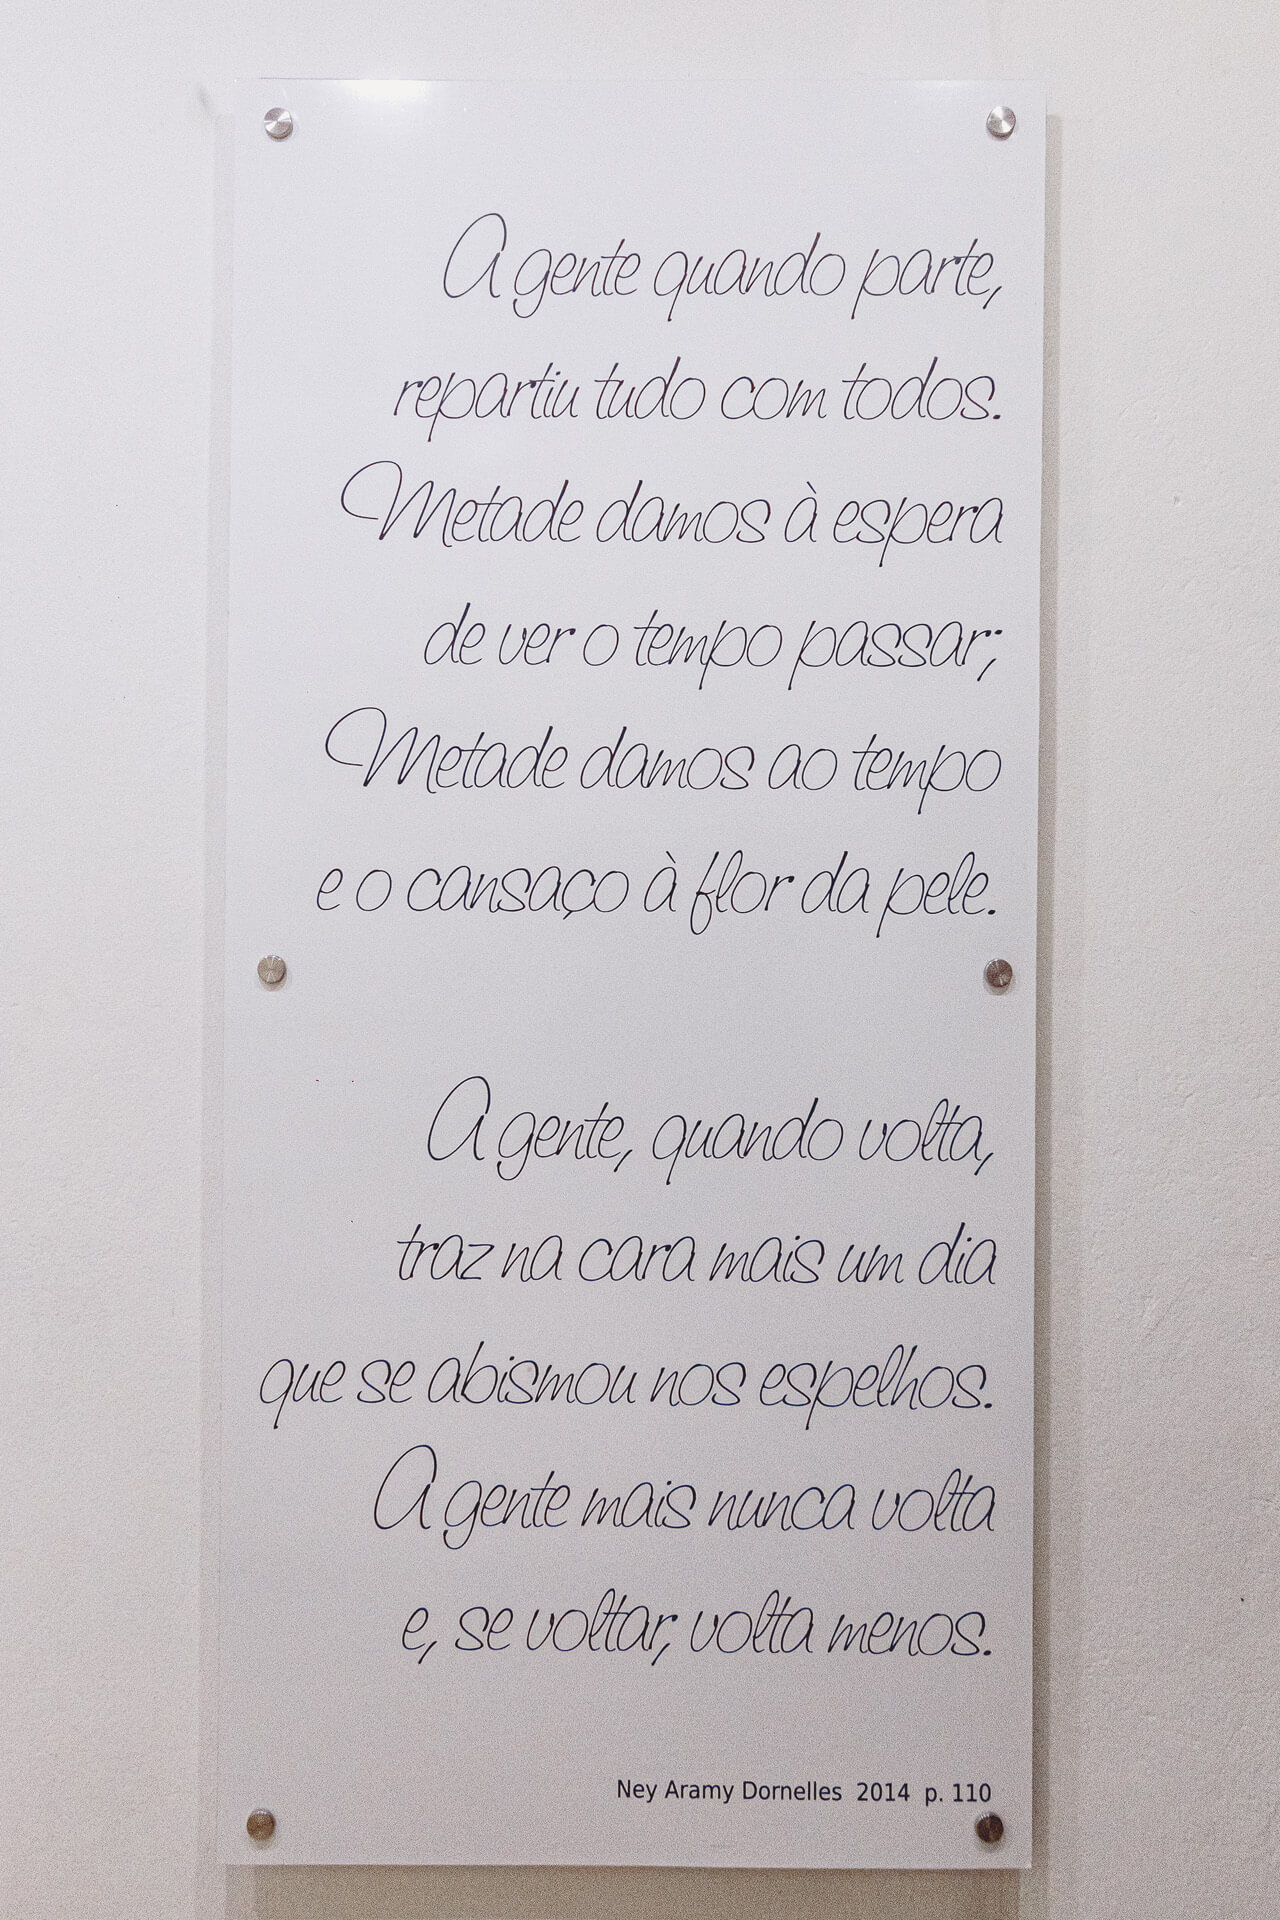 A gente quando parte,
repartiu tudo com todos.
Metade damos à espera
de ver o tempo passar;
Metade damos ao tempo
e o cansaço à flor da pele.
A gente, quando volta,
traz na cara mais um dia
que se abismou nos espelhos.
A gente mais nunca volta
e, se voltar, volta menos.
Ney Aramy Dornelles 2014 p. 110